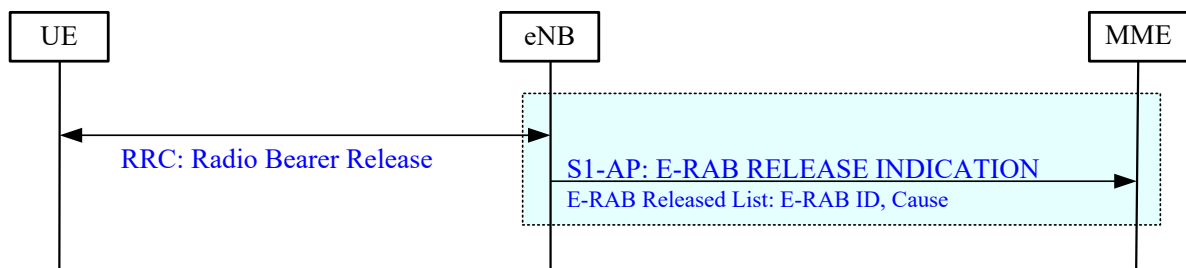 UE
eNB
MME
RRC: Radio Bearer Release
S1-AP: E-RAB RELEASE INDICATION
E-RAB Released List: E-RAB ID, Cause